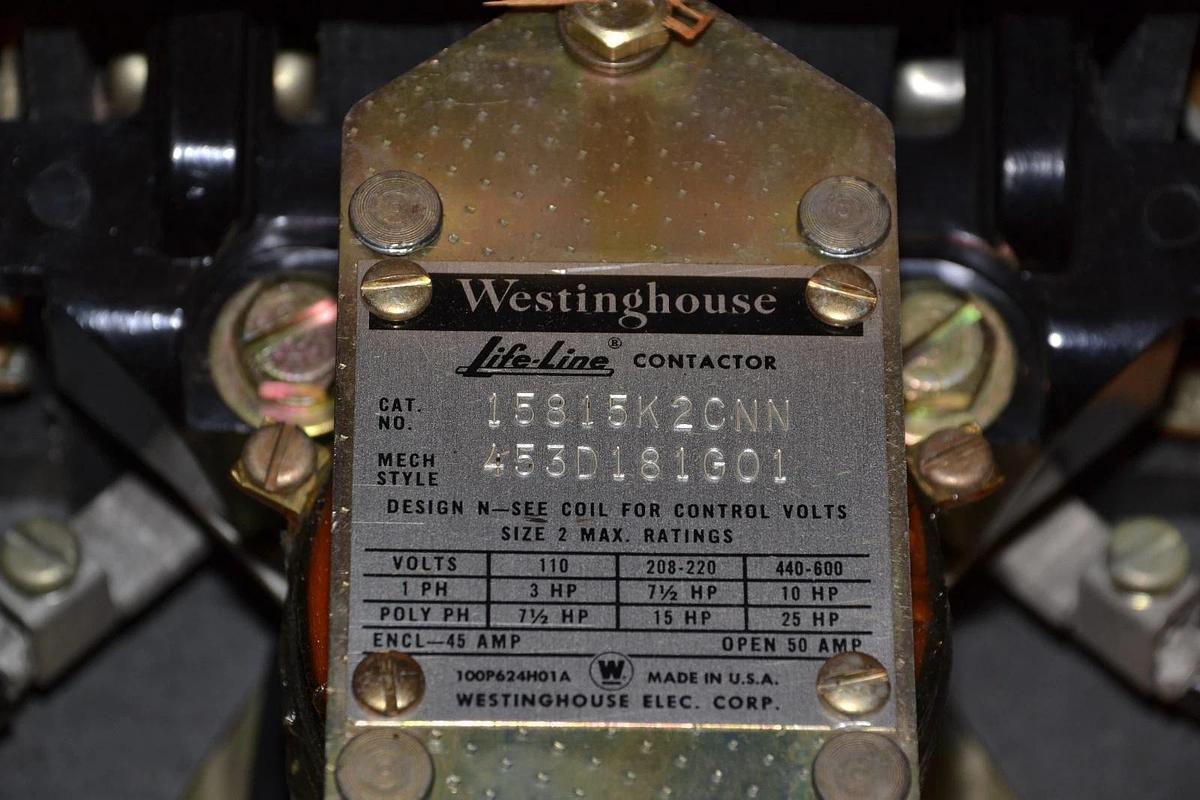 Westinghouse
Life-Line® CONTACTOR
CAT. NO. 15815K2CNN
MECH STYLE 453D181G01
DESIGN N—SEE COIL FOR CONTROL VOLTS
SIZE 2 MAX. RATINGS
VOLTS 110 208-220 440-600
1 PH 3 HP 7½ HP 10 HP
POLY PH 7½ HP 15 HP 25 HP
ENCL—45 AMP OPEN 50 AMP
100P624H01A W MADE IN U.S.A.
WESTINGHOUSE ELEC. CORP.